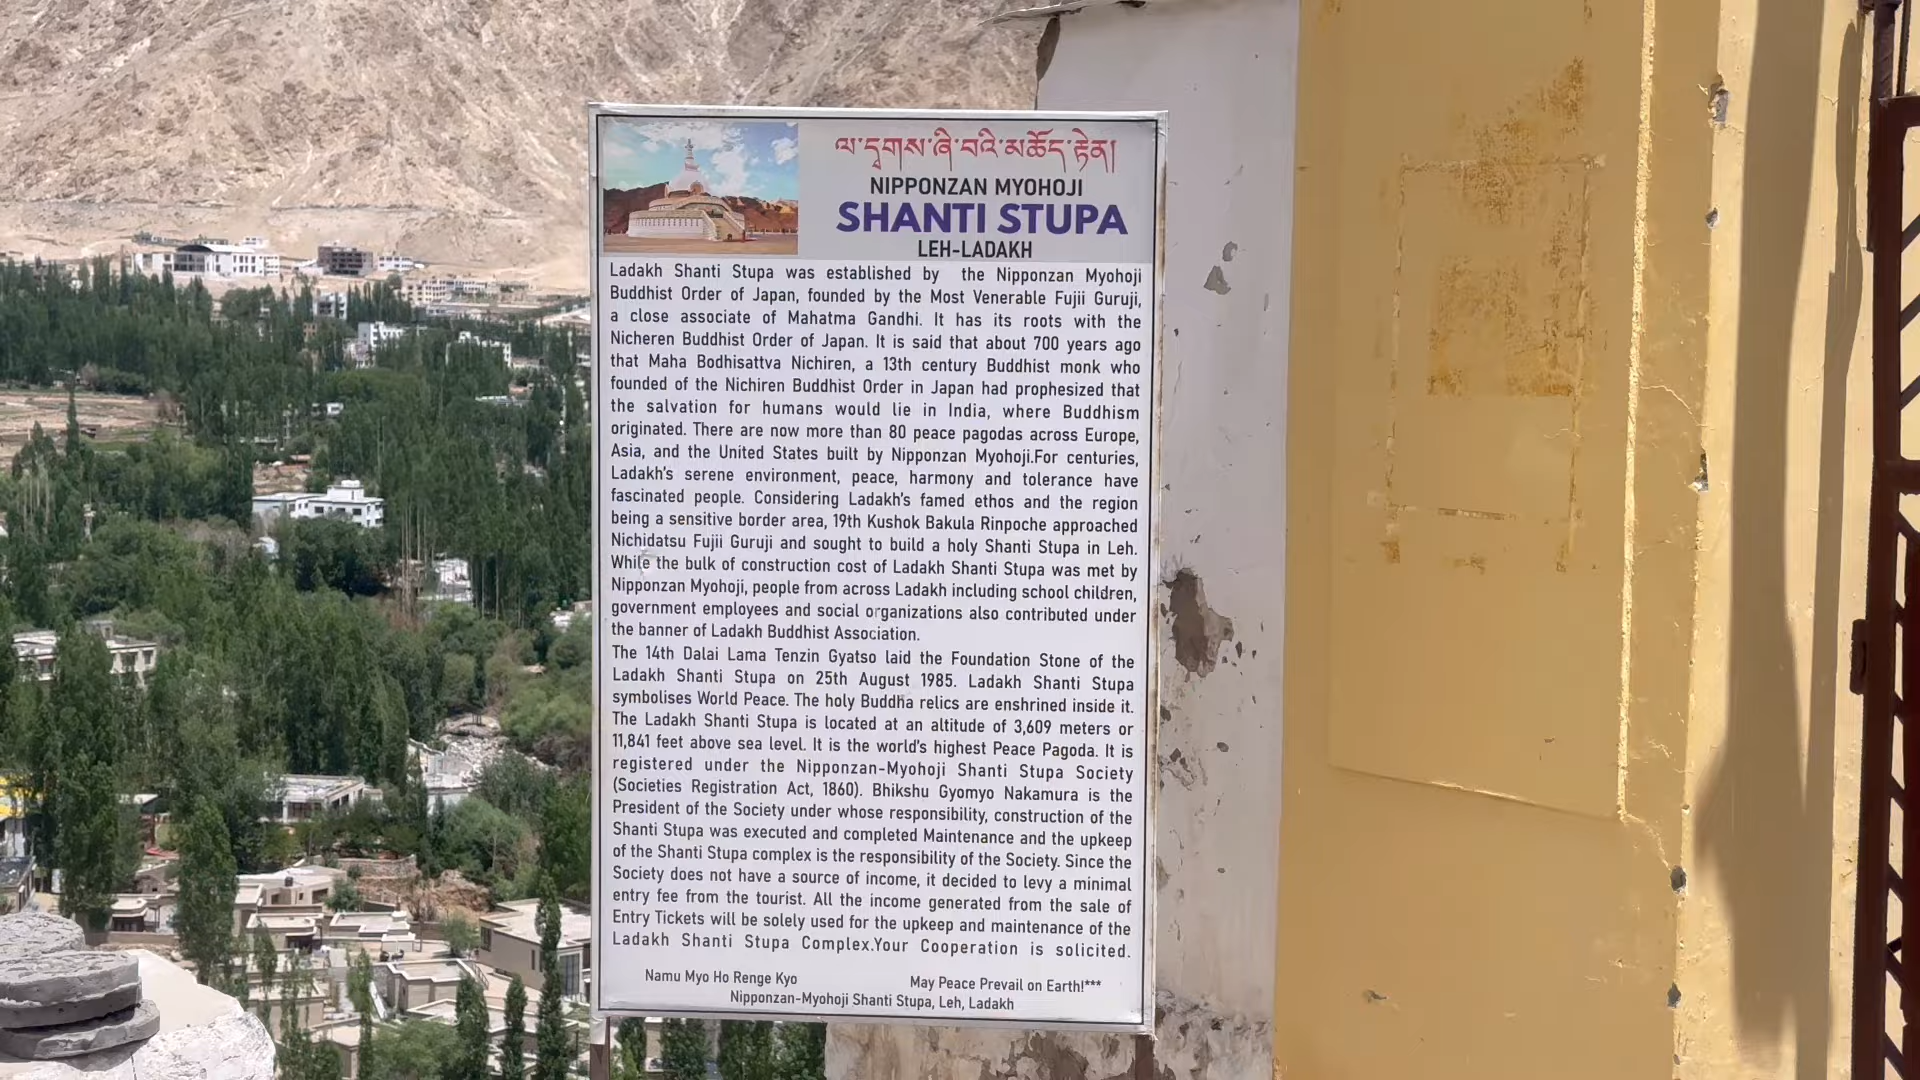 ལ་དྭགས་ཞི་བའི་མཆོད་རྟེན།
NIPPONZAN MYOHOJI
SHANTI STUPA
LEH-LADAKH
Ladakh Shanti Stupa was established by the Nipponzan Myohoji
Buddhist Order of Japan, founded by the Most Venerable Fujii Guruji,
a close associate of Mahatma Gandhi. It has its roots with the
Nicheren Buddhist Order of Japan. It is said that about 700 years ago
that Maha Bodhisattva Nichiren, a 13th century Buddhist monk who
founded of the Nichiren Buddhist Order in Japan had prophesized that
the salvation for humans would lie in India, where Buddhism
originated. There are now more than 80 peace pagodas across Europe,
Asia, and the United States built by Nipponzan Myohoji.For centuries,
Ladakh's serene environment, peace, harmony and tolerance have
fascinated people. Considering Ladakh's famed ethos and the region
being a sensitive border area, 19th Kushok Bakula Rinpoche approached
Nichidatsu Fujii Guruji and sought to build a holy Shanti Stupa in Leh.
While the bulk of construction cost of Ladakh Shanti Stupa was met by
Nipponzan Myohoji, people from across Ladakh including school children,
government employees and social organizations also contributed under
the banner of Ladakh Buddhist Association.
The 14th Dalai Lama Tenzin Gyatso laid the Foundation Stone of the
Ladakh Shanti Stupa on 25th August 1985. Ladakh Shanti Stupa
symbolises World Peace. The holy Buddha relics are enshrined inside it.
The Ladakh Shanti Stupa is located at an altitude of 3,609 meters or
11,841 feet above sea level. It is the world's highest Peace Pagoda. It is
registered under the Nipponzan-Myohoji Shanti Stupa Society
(Societies Registration Act, 1860). Bhikshu Gyomyo Nakamura is the
President of the Society under whose responsibility, construction of the
Shanti Stupa was executed and completed Maintenance and the upkeep
of the Shanti Stupa complex is the responsibility of the Society. Since the
Society does not have a source of income, it decided to levy a minimal
entry fee from the tourist. All the income generated from the sale of
Entry Tickets will be solely used for the upkeep and maintenance of the
Ladakh Shanti Stupa Complex.Your Cooperation is solicited.
Namu Myo Ho Renge Kyo May Peace Prevail on Earth!***
Nipponzan-Myohoji Shanti Stupa, Leh, Ladakh